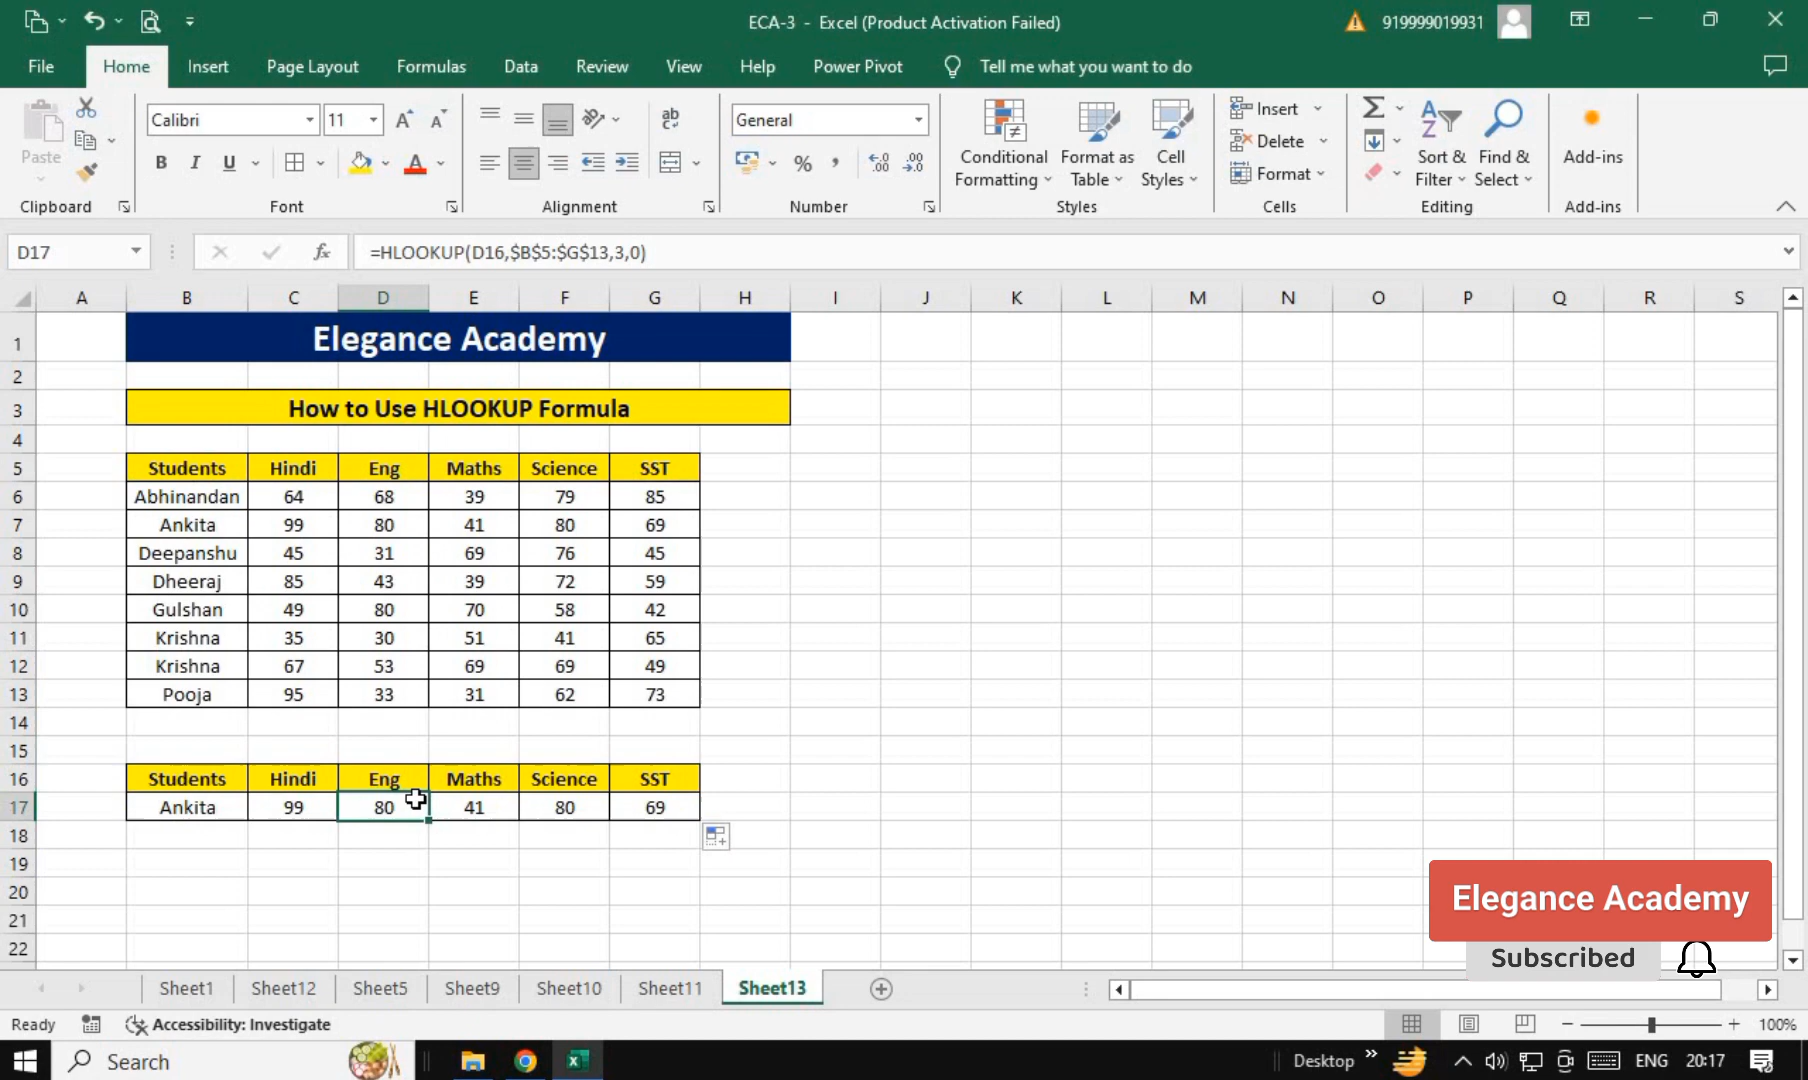 ECA-3 - Excel (Product Activation Failed)
919999019931
File Home Insert Page Layout Formulas Data Review View Help Power Pivot Tell me what you want to do
Paste
Clipboard
Calibri 11
B I U
Font
ab
Alignment
General
% ,
Number
Conditional Formatting
Format as Table
Cell Styles
Styles
Insert
Delete
Format
Cells
Sort & Filter
Find & Select
Editing
Add-ins
Add-ins
D17 fx =HLOOKUP(D16,$B$5:$G$13,3,0)
A B C D E F G H I J K L M N O P Q R S
1 Elegance Academy
2
3 How to Use HLOOKUP Formula
4
5 Students Hindi Eng Maths Science SST
6 Abhinandan 64 68 39 79 85
7 Ankita 99 80 41 80 69
8 Deepanshu 45 31 69 76 45
9 Dheeraj 85 43 39 72 59
10 Gulshan 49 80 70 58 42
11 Krishna 35 30 51 41 65
12 Krishna 67 53 69 69 49
13 Pooja 95 33 31 62 73
14
15
16 Students Hindi Eng Maths Science SST
17 Ankita 99 80 41 80 69
18
19
20
21
22
Elegance Academy
Subscribed
Sheet1 Sheet12 Sheet5 Sheet9 Sheet10 Sheet11 Sheet13
Ready Accessibility: Investigate 100%
Search Desktop ENG 20:17